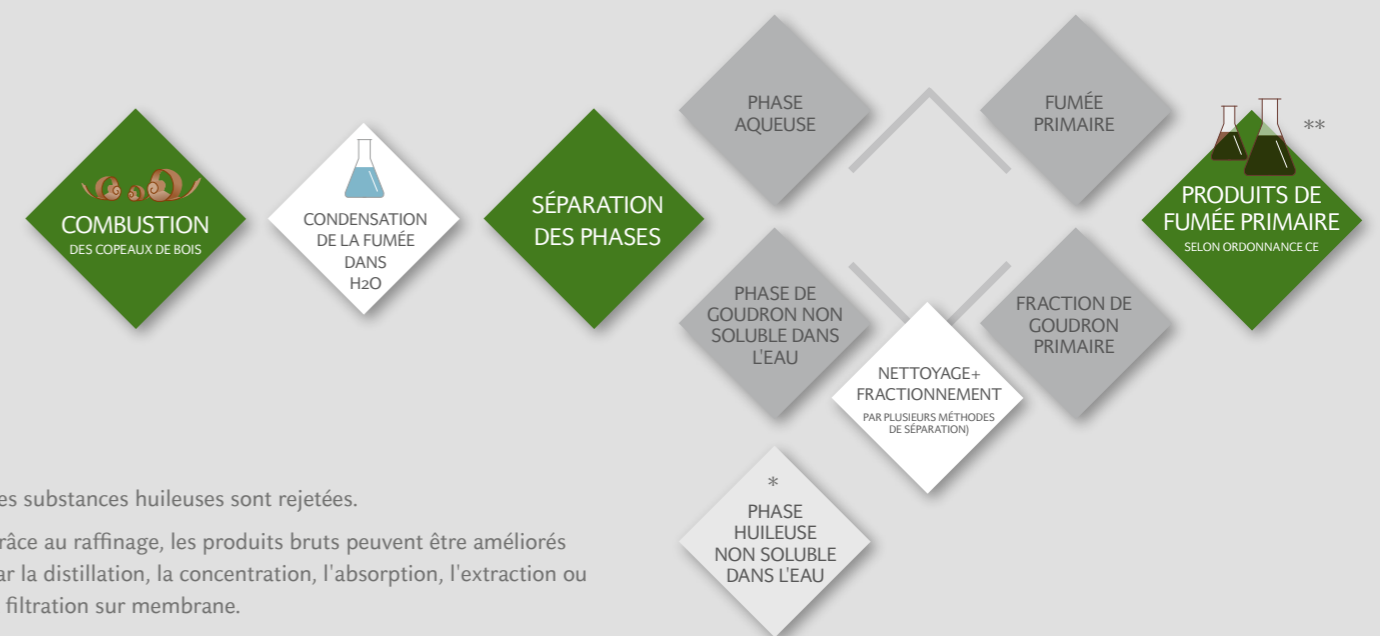 COMBUSTION
DES COPEAUX DE BOIS
CONDENSATION
DE LA FUMÉE
DANS
H2O
SÉPARATION
DES PHASES
PHASE
AQUEUSE
PHASE DE
GOUDRON NON
SOLUBLE DANS
L'EAU
*
PHASE
HUILEUSE
NON SOLUBLE
DANS L'EAU
NETTOYAGE+
FRACTIONNEMENT
PAR PLUSIEURS MÉTHODES
DE SÉPARATION)
FUMÉE
PRIMAIRE
FRACTION DE
GOUDRON
PRIMAIRE
**
PRODUITS DE
FUMÉE PRIMAIRE
SELON ORDONNANCE CE
es substances huileuses sont rejetées.
râce au raffinage, les produits bruts peuvent être améliorés
ar la distillation, la concentration, l'absorption, l'extraction ou
filtration sur membrane.